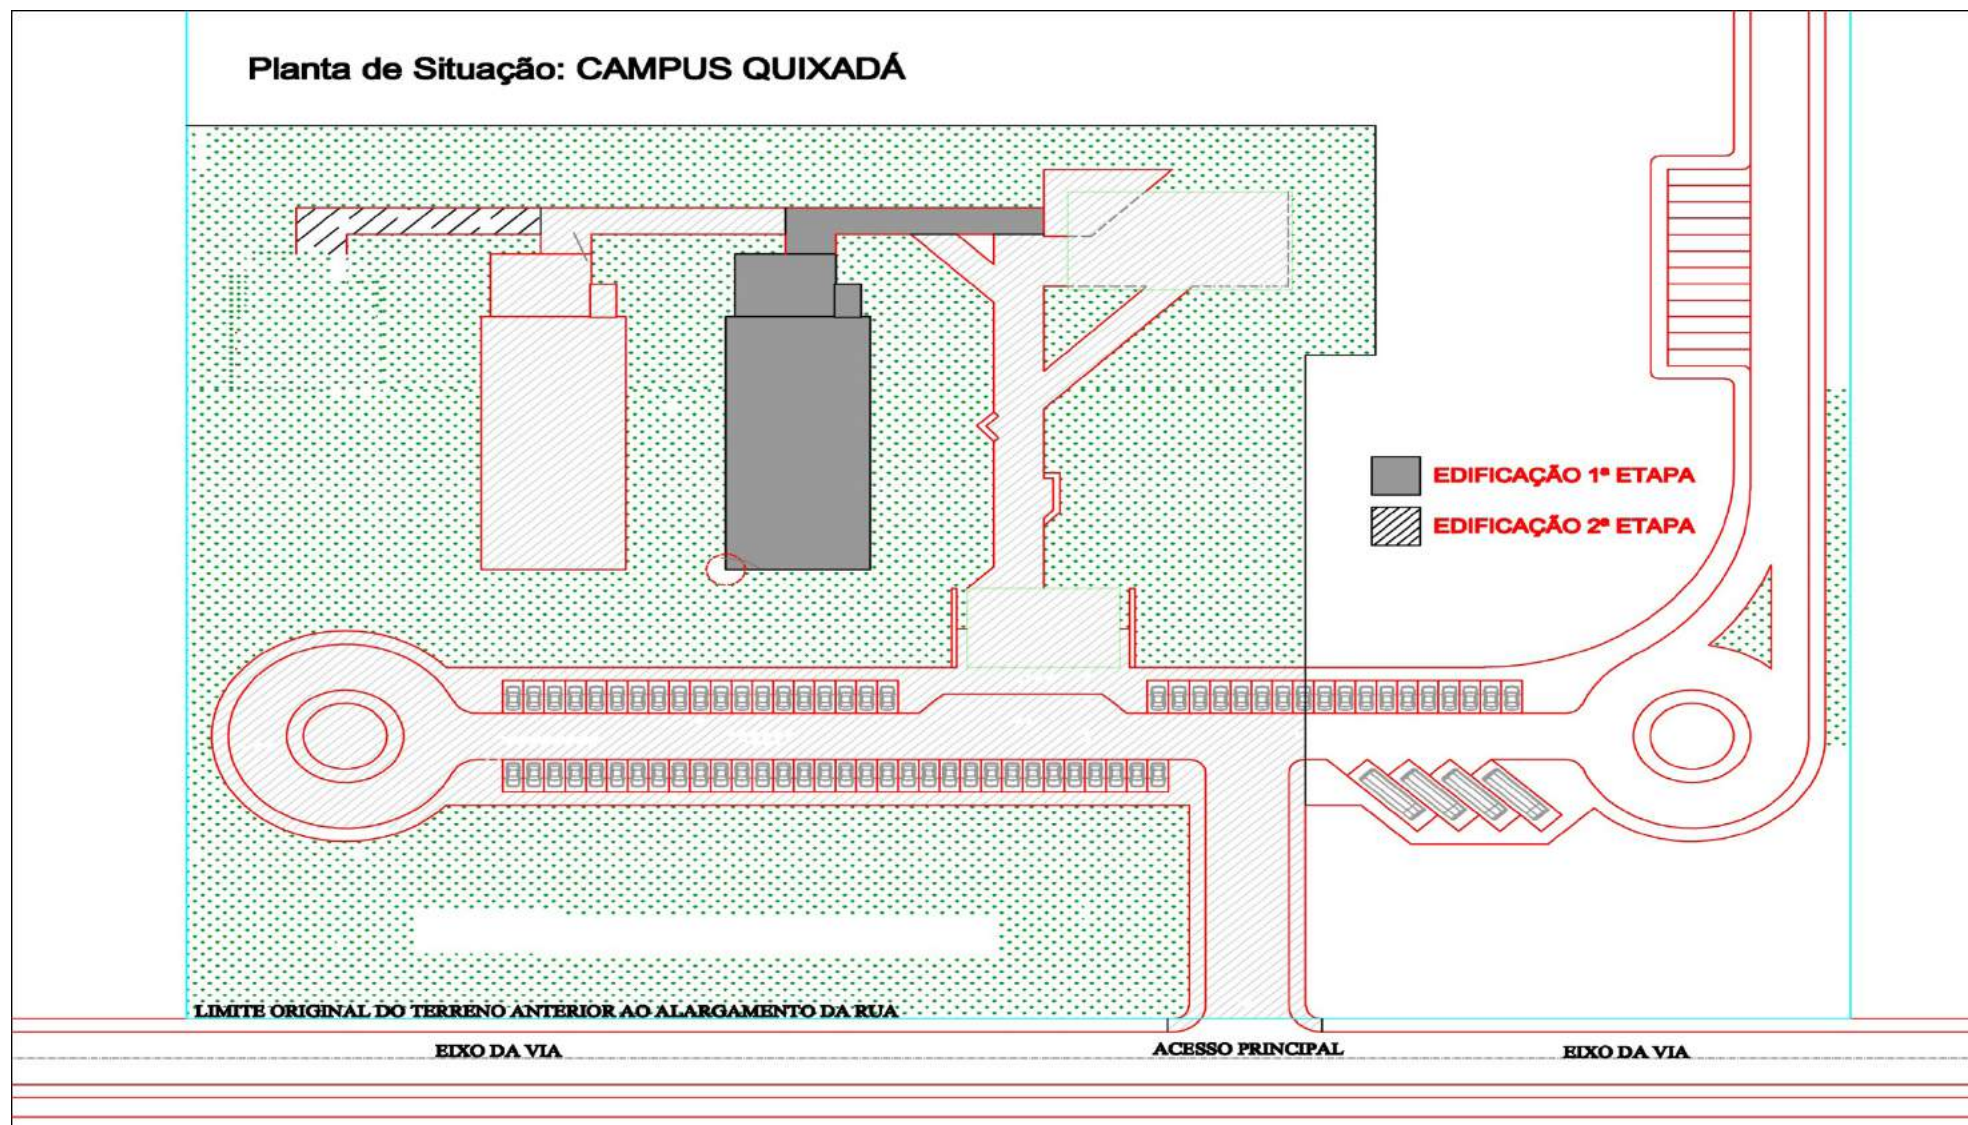 Planta de Situação: CAMPUS QUIXADÁ
EDIFICAÇÃO 1ª ETAPA
EDIFICAÇÃO 2ª ETAPA
LIMITE ORIGINAL DO TERRENO ANTERIOR AO ALARGAMENTO DA RUA
EIXO DA VIA
ACESSO PRINCIPAL
EIXO DA VIA